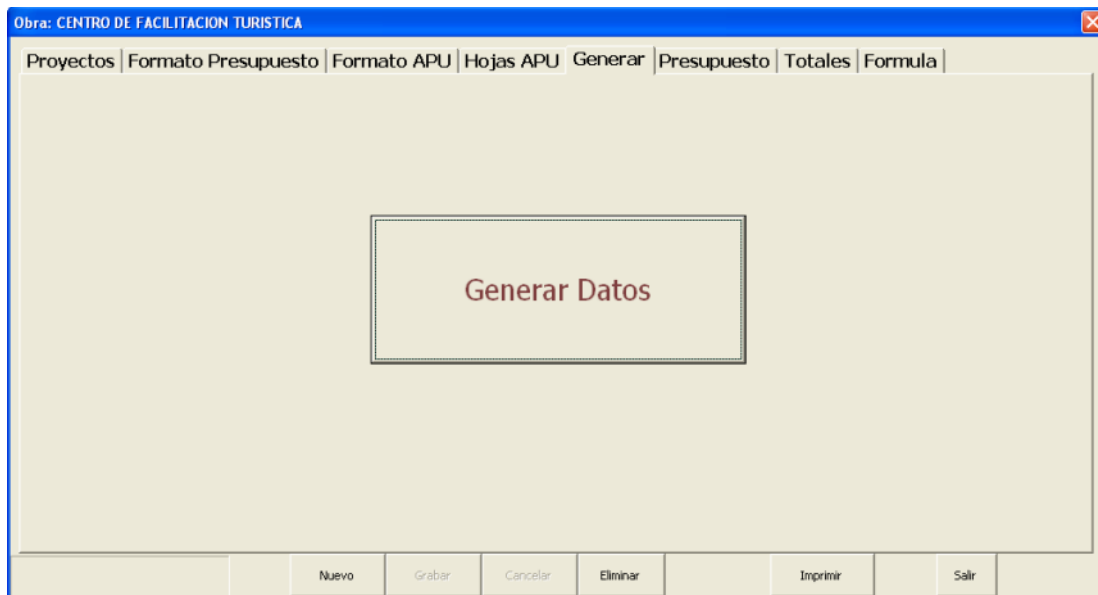 Obra: CENTRO DE FACILITACION TURISTICA
Proyectos Formato Presupuesto Formato APU Hojas APU Generar Presupuesto Totales Formula
Generar Datos
Nuevo Grabar Cancelar Eliminar Imprimir Salir